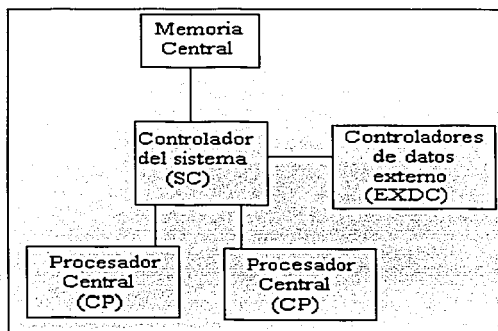 Memoria
Central
Controlador
del sistema
(SC)
Controladores
de datos
externo
(EXDC)
Procesador
Central
(CP)
Procesador
Central
(CP)